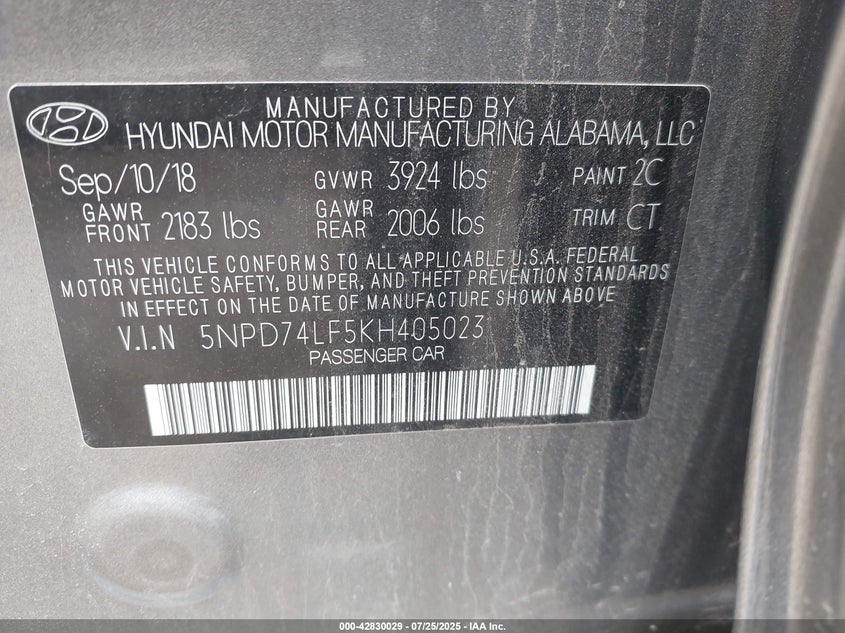 MANUFACTURED BY
HYUNDAI MOTOR MANUFACTURING ALABAMA, LLC
Sep/10/18 GVWR 3924 lbs PAINT 2C
GAWR FRONT 2183 lbs GAWR REAR 2006 lbs TRIM CT
THIS VEHICLE CONFORMS TO ALL APPLICABLE U.S.A. FEDERAL
MOTOR VEHICLE SAFETY, BUMPER, AND THEFT PREVENTION STANDARDS
IN EFFECT ON THE DATE OF MANUFACTURE SHOWN ABOVE
V.I.N 5NPD74LF5KH405023
PASSENGER CAR
000-42830029 - 07/25/2025 - IAA Inc.